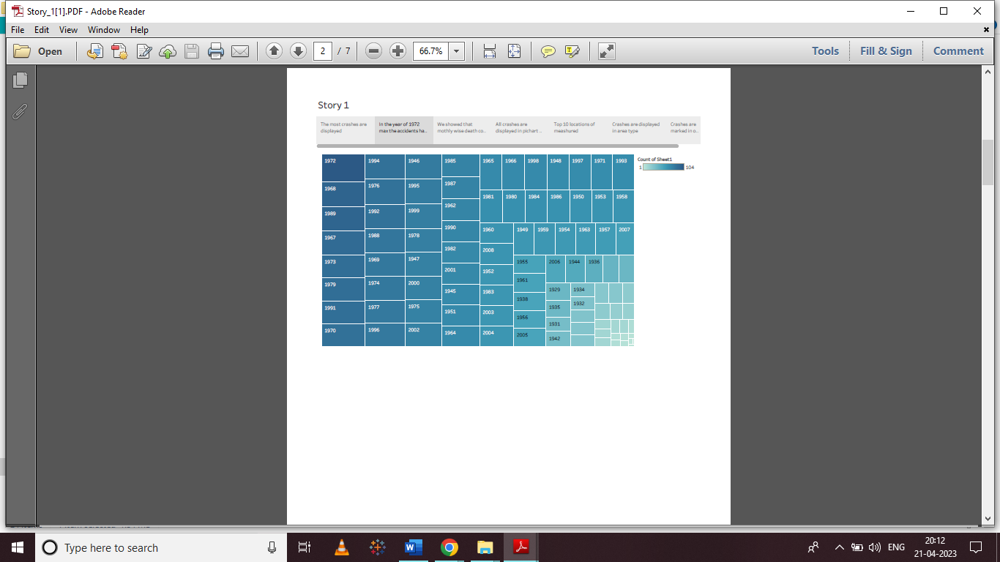 Story_1[1].PDF - Adobe Reader
File Edit View Window Help
Open 2 / 7 66.7% Tools Fill & Sign Comment
Story 1
The most crashes are
displayed
In the year of 1972
max the accidents ha..
We showed that
mothly wise death co..
All crashes are
displayed in pichart ..
Top 10 locations of
meashured
Crashes are displayed
in area type
Crashes are
marked in o..
Count of Sheet1
1 104
1972
1968
1989
1967
1973
1979
1991
1970
1994
1976
1992
1988
1969
1974
1977
1996
1946
1995
1999
1978
1947
2000
1975
2002
1985
1987
1962
1990
1982
2001
1945
1951
1964
1965 1966 1998 1948 1997 1971 1993
1981 1980 1984 1986 1950 1953 1958
1960
2008
1952
1983
2003
2004
1949 1959 1954 1963 1957 2007
1955
1961
1938
1956
2005
2006 1944 1936
1929
1935
1931
1942
1934
1932
Type here to search
ENG
20:12
21-04-2023